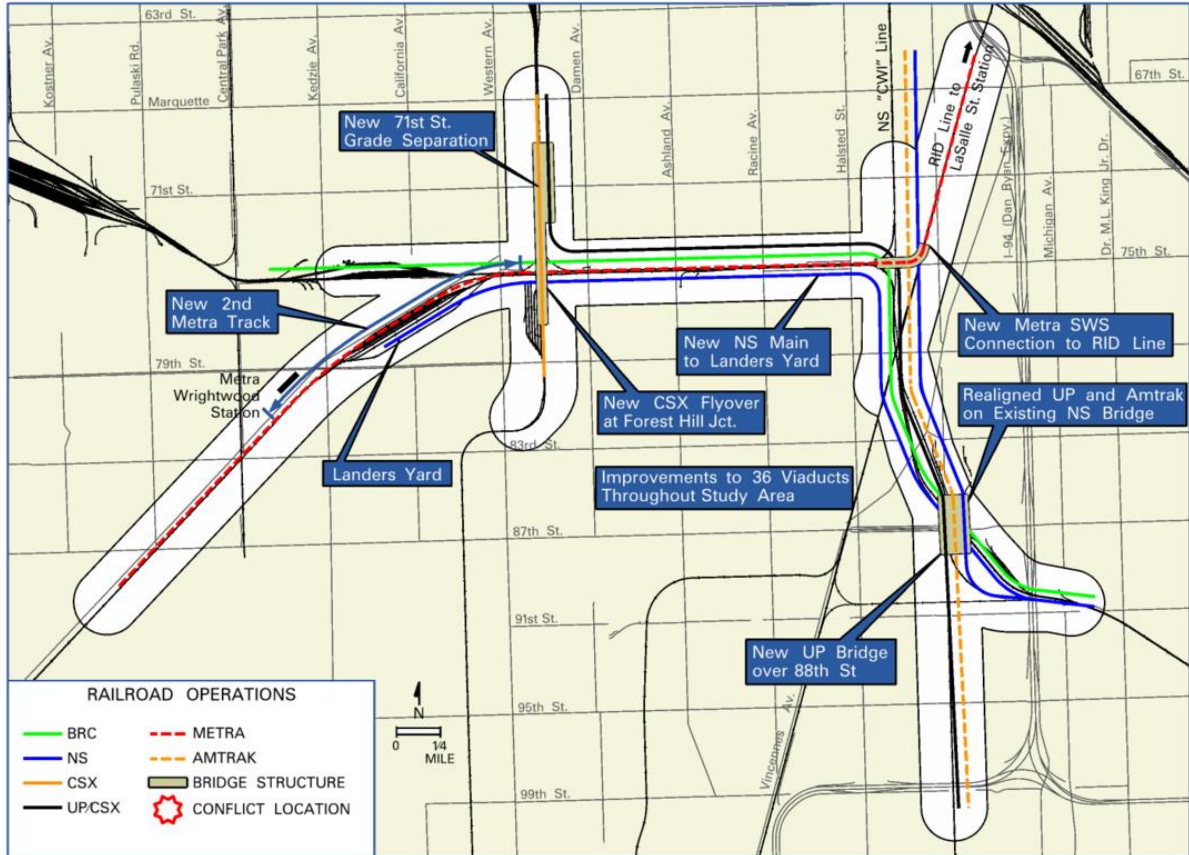 63rd St.
Kostner Av.
Pulaski Rd.
Central Park Av.
Kedzie Av.
California Av.
Western Av.
Damen Av.
Ashland Av.
Racine Av.
Halsted St.
NS "CWI" Line
RID Line to
LaSalle St. Station
I-94 (Dan Ryan Expy.)
Michigan Av.
Dr. M.L. King Jr. Dr.
67th St.
Marquette
New 71st St.
Grade Separation
71st St.
75th St.
New 2nd
Metra Track
79th St.
Metra
Wrightwood
Station
Landers Yard
New CSX Flyover
at Forest Hill Jct.
New NS Main
to Landers Yard
New Metra SWS
Connection to RID Line
Realigned UP and Amtrak
on Existing NS Bridge
83rd St.
Improvements to 36 Viaducts
Throughout Study Area
87th St.
91st St.
New UP Bridge
over 88th St
Vincennes Av.
95th St.
99th St.
RAILROAD OPERATIONS
BRC
NS
CSX
UP/CSX
METRA
AMTRAK
BRIDGE STRUCTURE
CONFLICT LOCATION
N
0 1/4
MILE